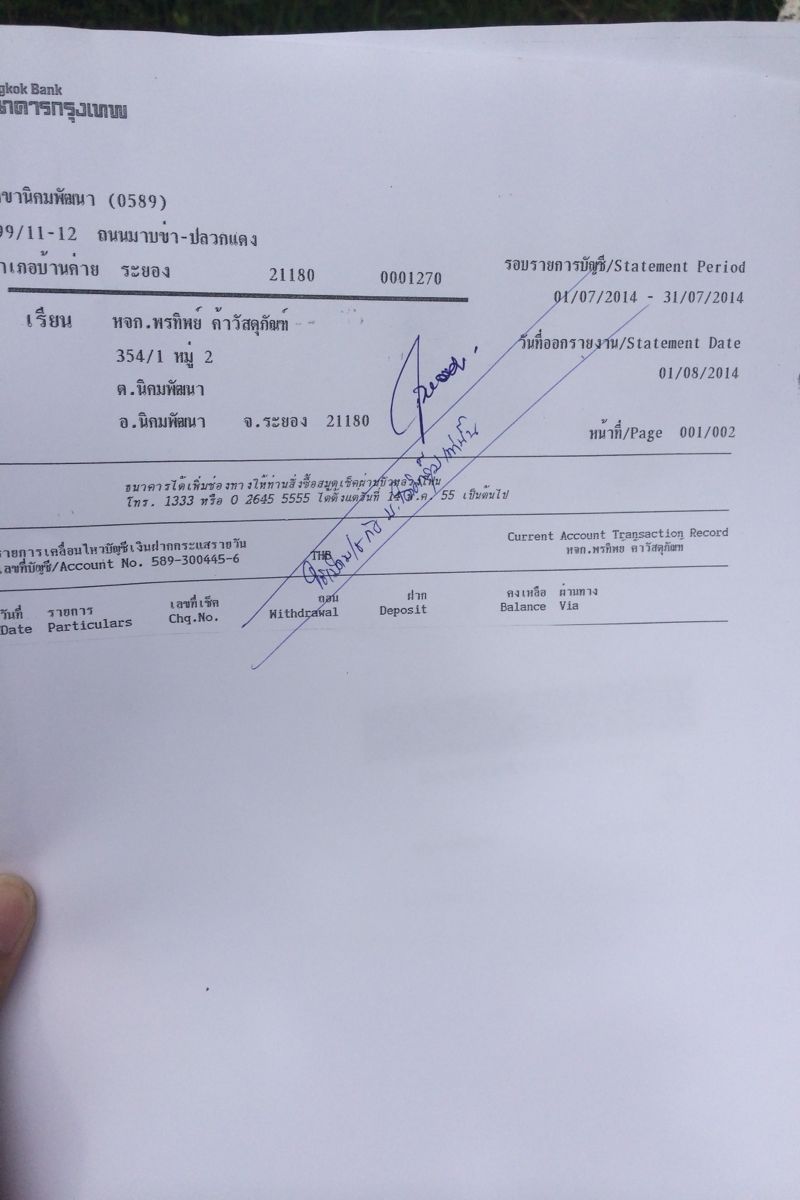 gkok Bank
นาคารกรุงเทพ
ขานิคมพัฒนา (0589)
99/11-12 ถนนมาบข่า-ปลวกแดง
าเภอบ้านค่าย ระยอง 21180 0001270
รอบรายการบัญชี/Statement Period
01/07/2014 - 31/07/2014
เรียน หจก.พรทิพย์ ค้าวัสดุภัณฑ์
354/1 หมู่ 2
ต.นิคมพัฒนา
อ.นิคมพัฒนา จ.ระยอง 21180
วันที่ออกรายงาน/Statement Date
01/08/2014
หน้าที่/Page 001/002
ธนาคารได้เพิ่มช่องทางให้ท่านสั่งซื้อสมุดเช็คผ่านบัวหลวงโฟน
โทร. 1333 หรือ 0 2645 5555 ได้ตั้งแต่วันที่ 55 เป็นต้นไป
รายการเคลื่อนไหวบัญชีเงินฝากกระแสรายวัน
เลขที่บัญชี/Account No. 589-300445-6 THB
Current Account Transaction Record
หจก.พรทิพย์ ค้าวัสดุภัณฑ์
วันที่ รายการ เลขที่เช็ค ถอน ฝาก คงเหลือ ผ่านทาง
Date Particulars Chq.No. Withdrawal Deposit Balance Via